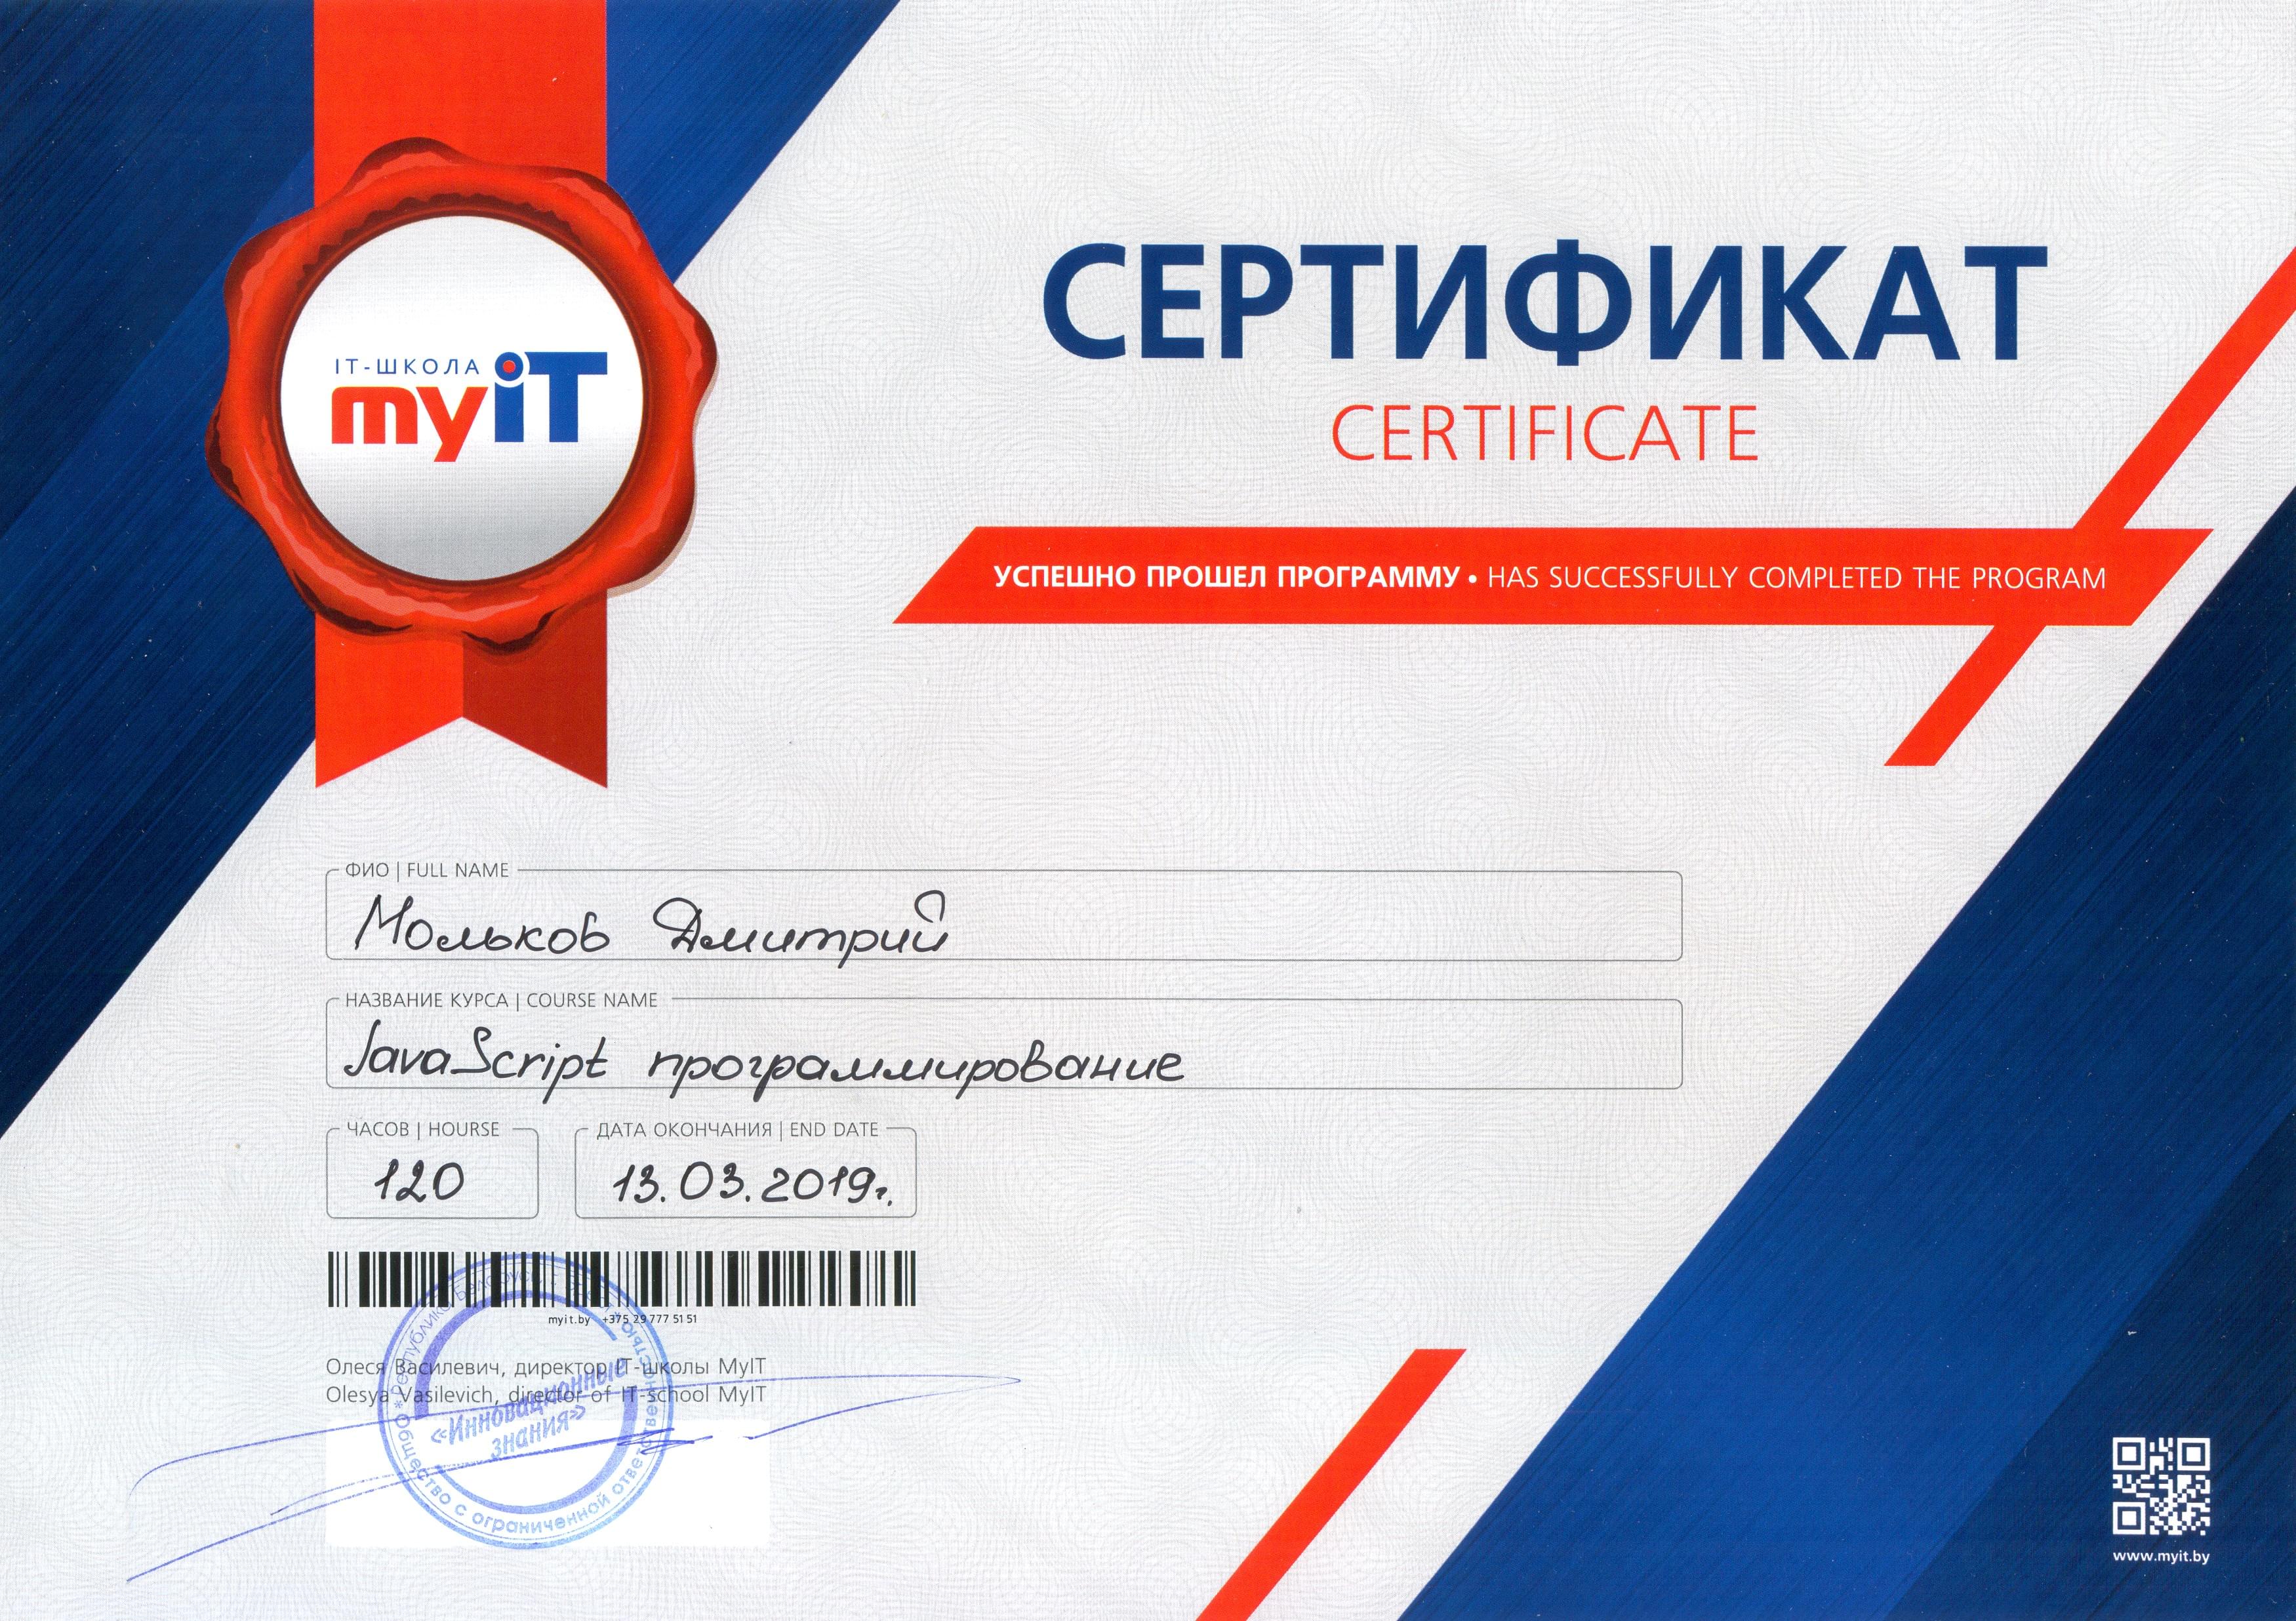 IT-ШКОЛА
myiT
СЕРТИФИКАТ
CERTIFICATE
УСПЕШНО ПРОШЕЛ ПРОГРАММУ • HAS SUCCESSFULLY COMPLETED THE PROGRAM
ФИО | FULL NAME
Мольков Дмитрий
НАЗВАНИЕ КУРСА | COURSE NAME
JavaScript программирование
ЧАСОВ | HOURSE
120
ДАТА ОКОНЧАНИЯ | END DATE
13.03.2019г.
myit.by +375 29 777 51 51
Олеся Василевич, директор IT-школы MyIT
Olesya Vasilevich, director of IT-school MyIT
«Инновационные
знания»
Общество с ограниченной ответственностью
Республика Беларусь
www.myit.by